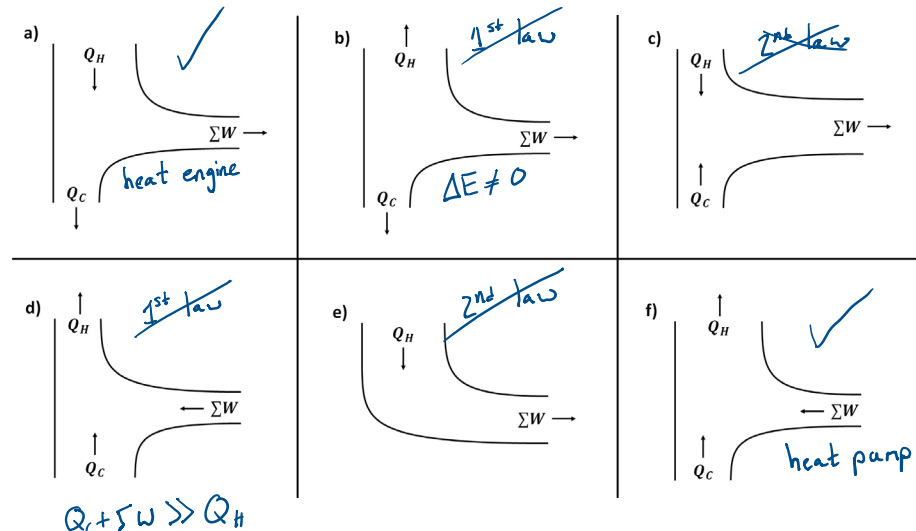 a)
Q_H ↓
ΣW →
heat engine
Q_C ↓
b)
↑ Q_H
1st law
ΣW →
ΔE ≠ 0
Q_C ↓
c)
2nd law
Q_H ↓
ΣW →
↑ Q_C
d)
↑ Q_H
1st law
← ΣW
↑ Q_C
Q_C + ΣW >> Q_H
e)
2nd law
Q_H ↓
ΣW →
f)
↑ Q_H
← ΣW
↑ Q_C
heat pump